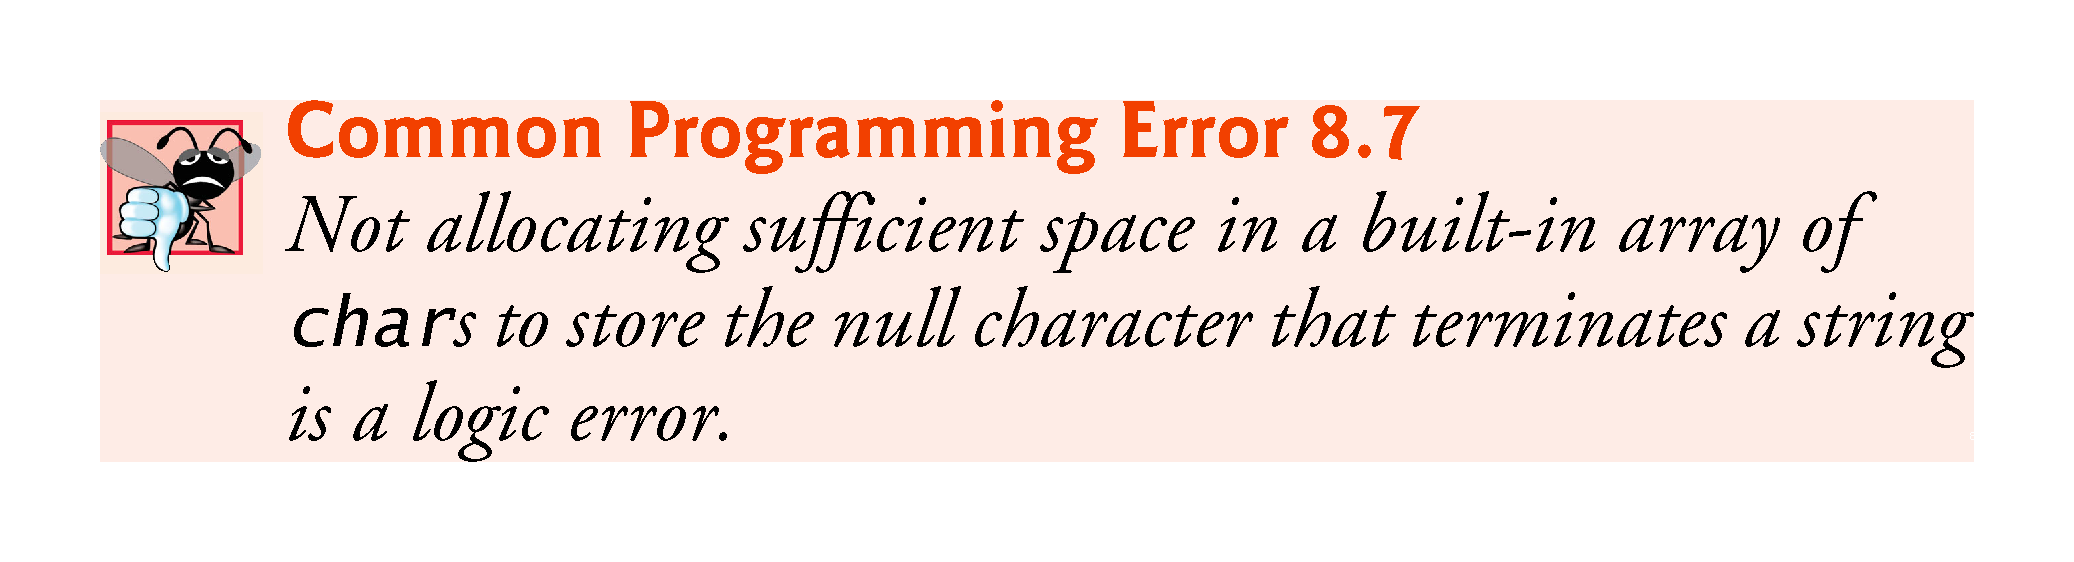 Common Programming Error 8.7
Not allocating sufficient space in a built-in array of
chars to store the null character that terminates a string
is a logic error.